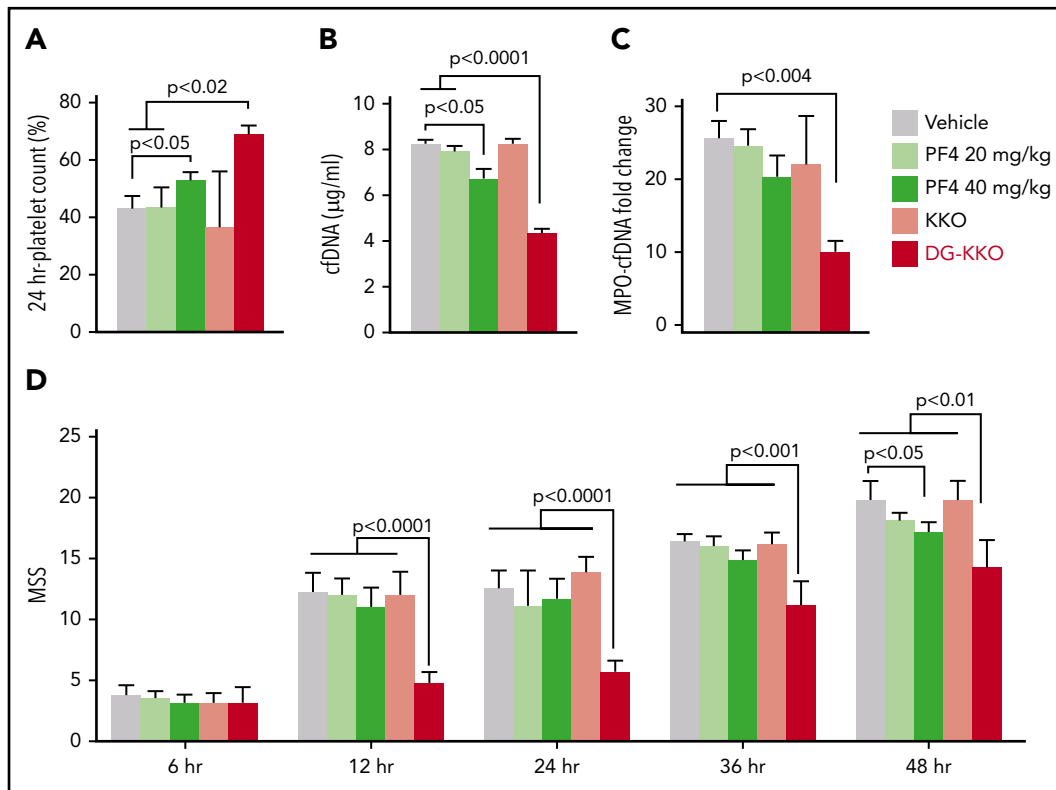 A
24 hr-platelet count (%)
80
60
40
20
0
p<0.02
p<0.05
B
cfDNA (μg/ml)
10
8
6
4
2
0
p<0.0001
p<0.05
C
MPO-cfDNA fold change
30
20
10
0
p<0.004
Vehicle
PF4 20 mg/kg
PF4 40 mg/kg
KKO
DG-KKO
D
MSS
25
20
15
10
5
0
p<0.0001
p<0.0001
p<0.001
p<0.01
p<0.05
6 hr
12 hr
24 hr
36 hr
48 hr